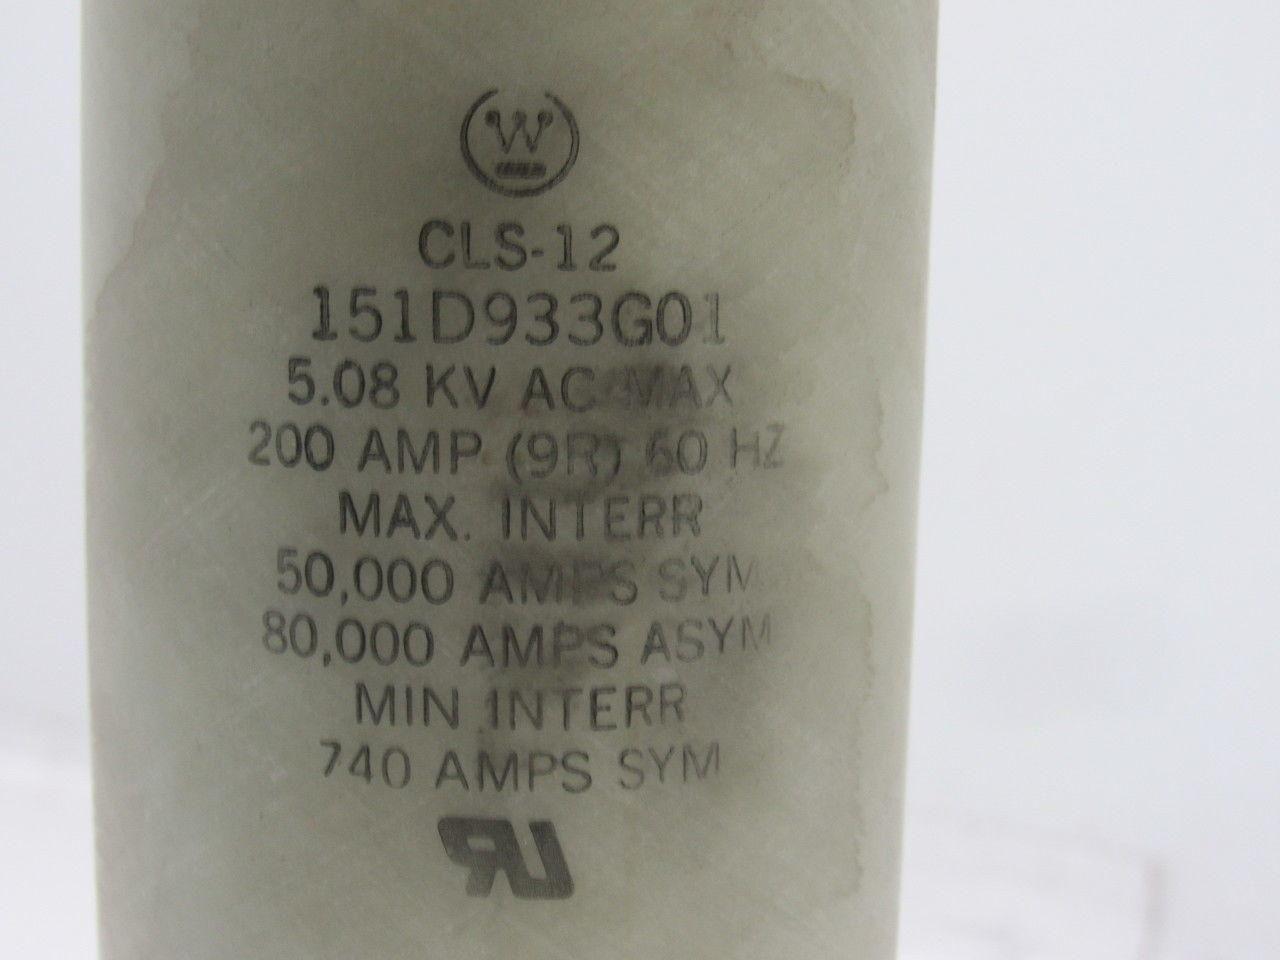 W
CLS-12
151D933G01
5.08 KV AC MAX
200 AMP (9R) 60 HZ
MAX. INTERR
50,000 AMPS SYM
80,000 AMPS ASYM
MIN INTERR
740 AMPS SYM
UR